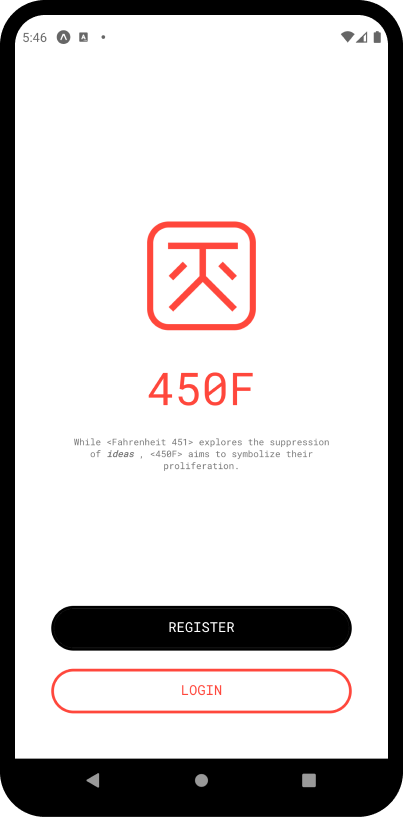 5:46
450F
While <Fahrenheit 451> explores the suppression
of ideas , <450F> aims to symbolize their
proliferation.
REGISTER
LOGIN